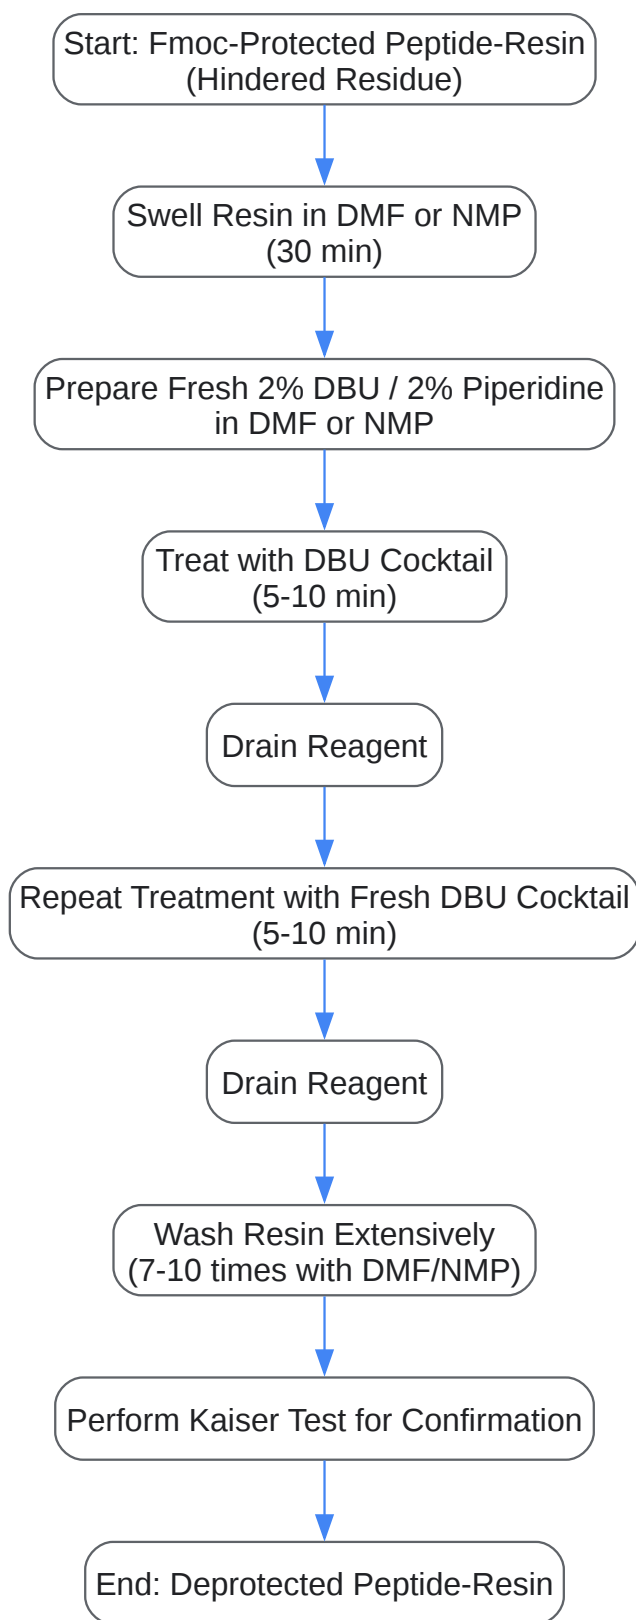 Start: Fmoc-Protected Peptide-Resin
(Hindered Residue)
Swell Resin in DMF or NMP
(30 min)
Prepare Fresh 2% DBU / 2% Piperidine
in DMF or NMP
Treat with DBU Cocktail
(5-10 min)
Drain Reagent
Repeat Treatment with Fresh DBU Cocktail
(5-10 min)
Drain Reagent
Wash Resin Extensively
(7-10 times with DMF/NMP)
Perform Kaiser Test for Confirmation
End: Deprotected Peptide-Resin